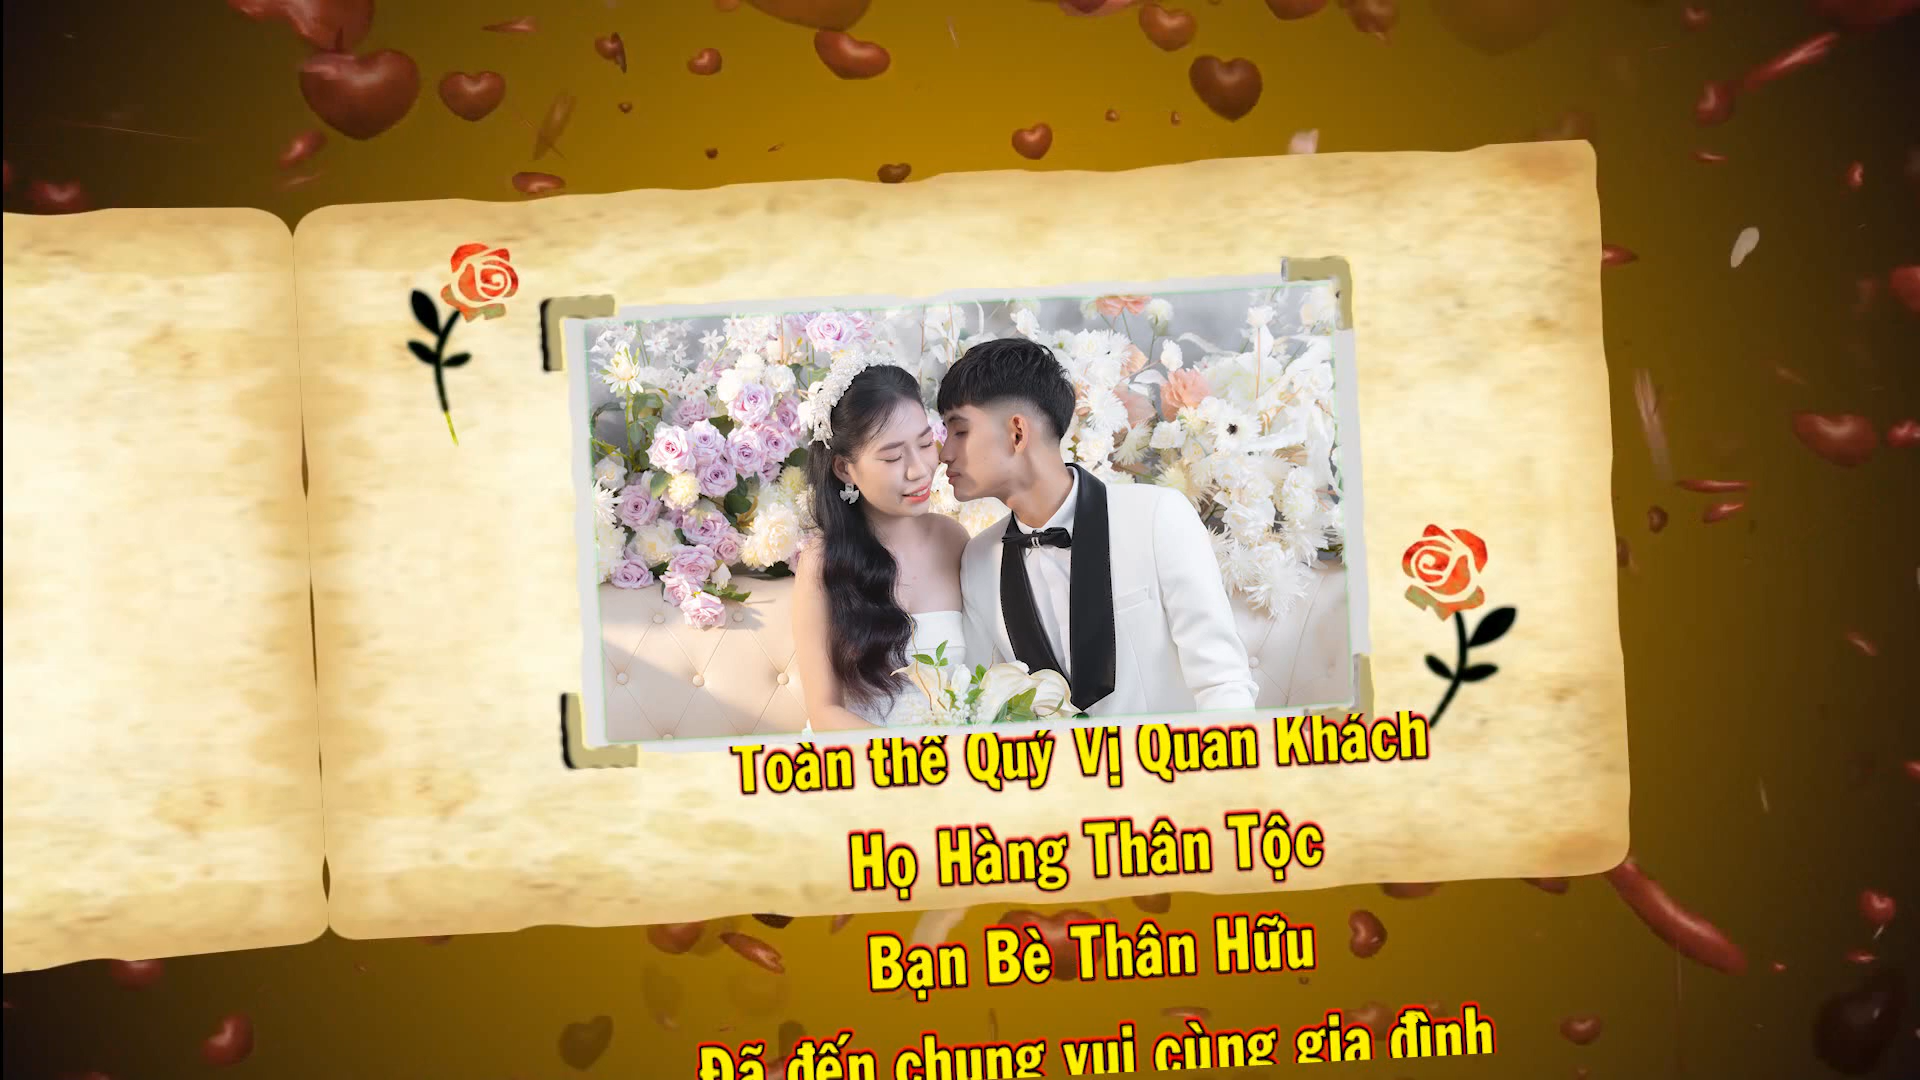 Toàn thể Quý Vị Quan Khách
Họ Hàng Thân Tộc
Bạn Bè Thân Hữu
Đã đến chung vui cùng gia đình